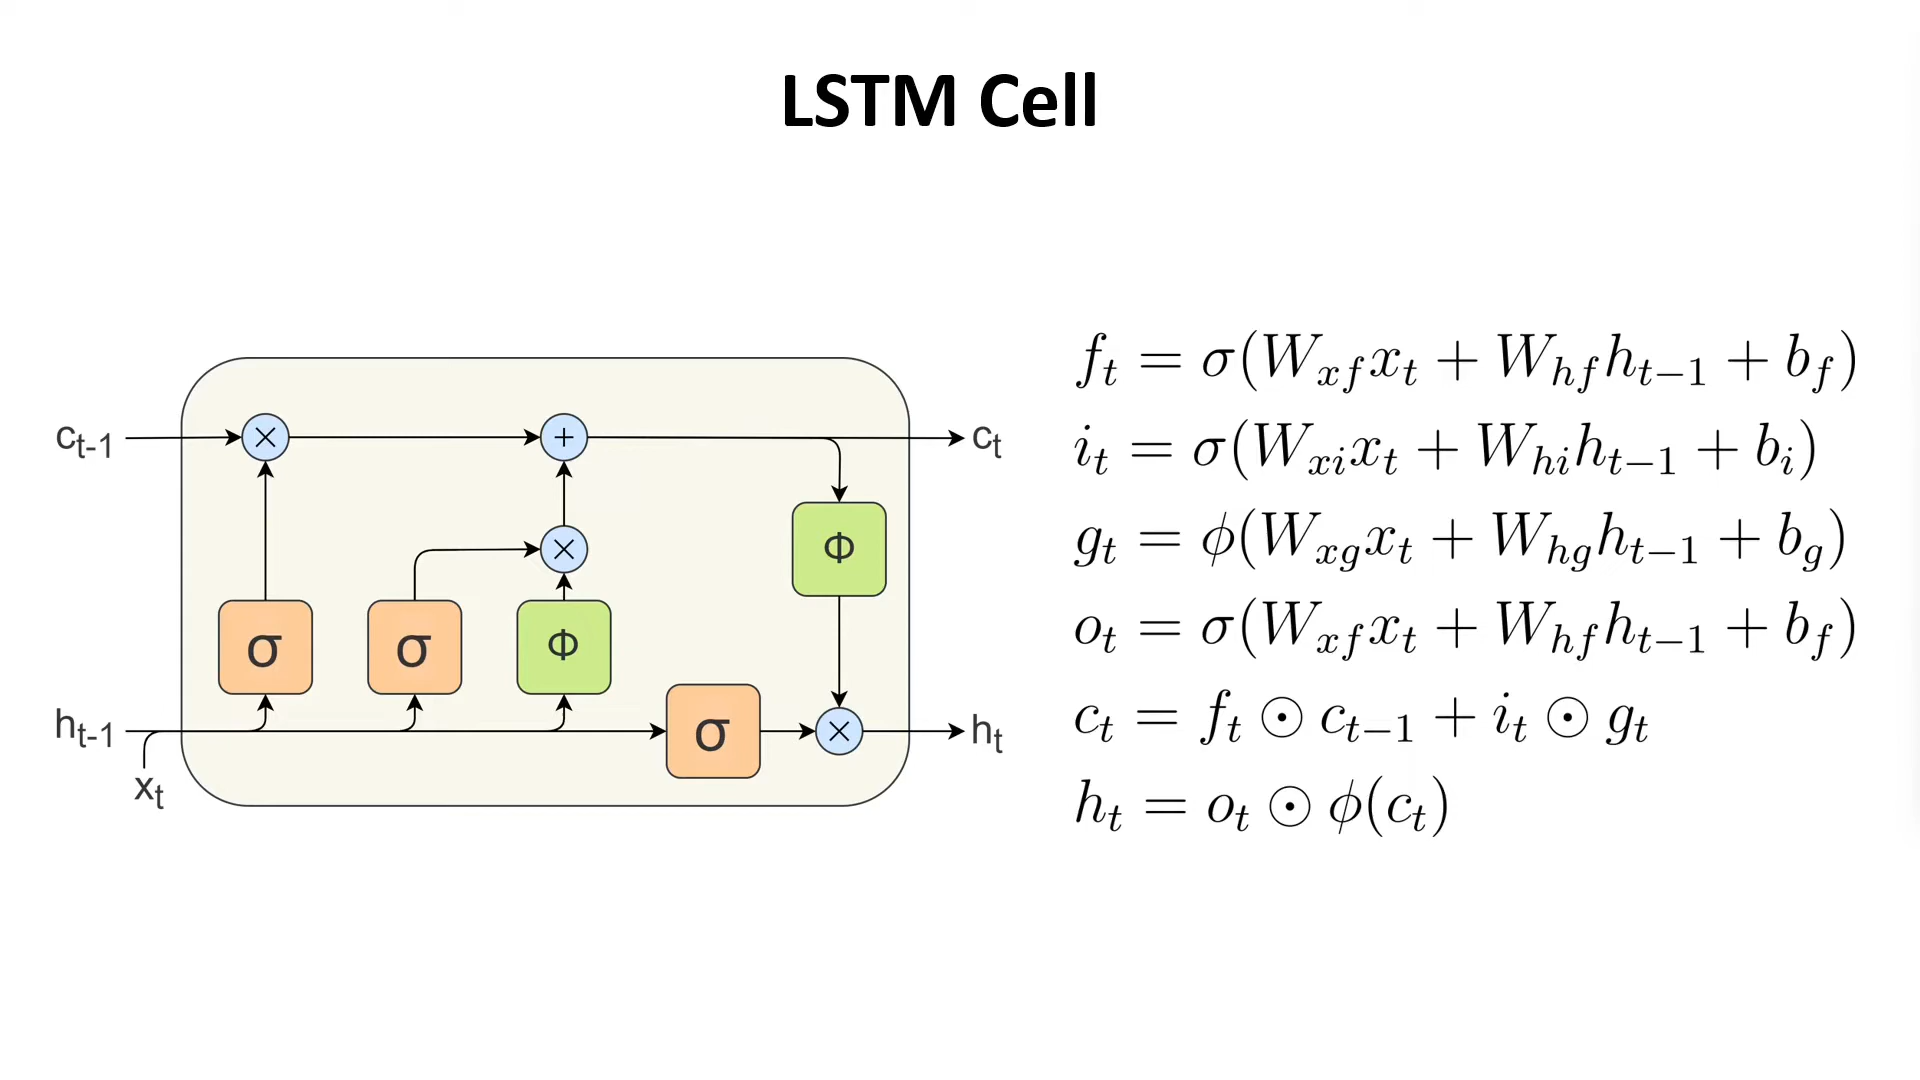 LSTM Cell
c_{t-1}
×
+
c_t
×
Φ
σ
σ
Φ
h_{t-1}
σ
×
h_t
x_t
f_t = σ(W_{xf}x_t + W_{hf}h_{t−1} + b_f)
i_t = σ(W_{xi}x_t + W_{hi}h_{t−1} + b_i)
g_t = ϕ(W_{xg}x_t + W_{hg}h_{t−1} + b_g)
o_t = σ(W_{xf}x_t + W_{hf}h_{t−1} + b_f)
c_t = f_t ⊙ c_{t−1} + i_t ⊙ g_t
h_t = o_t ⊙ ϕ(c_t)